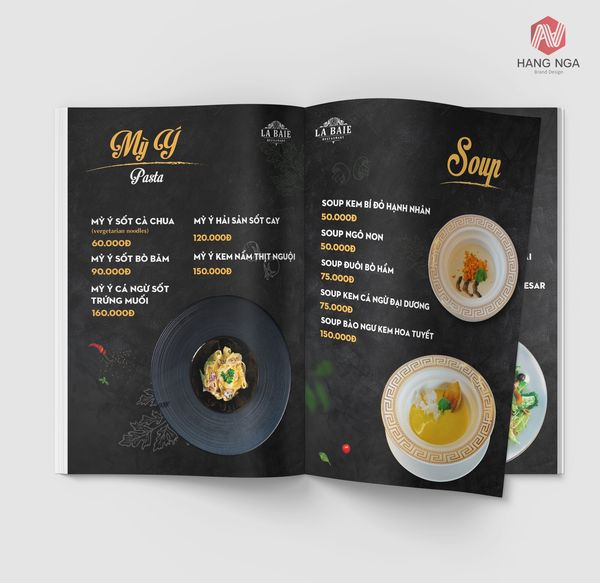 HANG NGA
Brand Design
Mỳ Ý
Pasta
LA BAIE
RESTAURANT
MỲ Ý SỐT CÀ CHUA
(vergetarian noodles)
60.000Đ
MỲ Ý SỐT BÒ BĂM
90.000Đ
MỲ Ý CÁ NGỪ SỐT
TRỨNG MUỐI
160.000Đ
MỲ Ý HẢI SẢN SỐT CAY
120.000Đ
MỲ Ý KEM NẤM THỊT NGUỘI
150.000Đ
LA BAIE
RESTAURANT
Soup
SOUP KEM BÍ ĐỎ HẠNH NHÂN
50.000Đ
SOUP NGÔ NON
50.000Đ
SOUP ĐUÔI BÒ HẦM
75.000Đ
SOUP KEM CÁ NGỪ ĐẠI DƯƠNG
75.000Đ
SOUP BÀO NGƯ KEM HOA TUYẾT
150.000Đ
ESAR